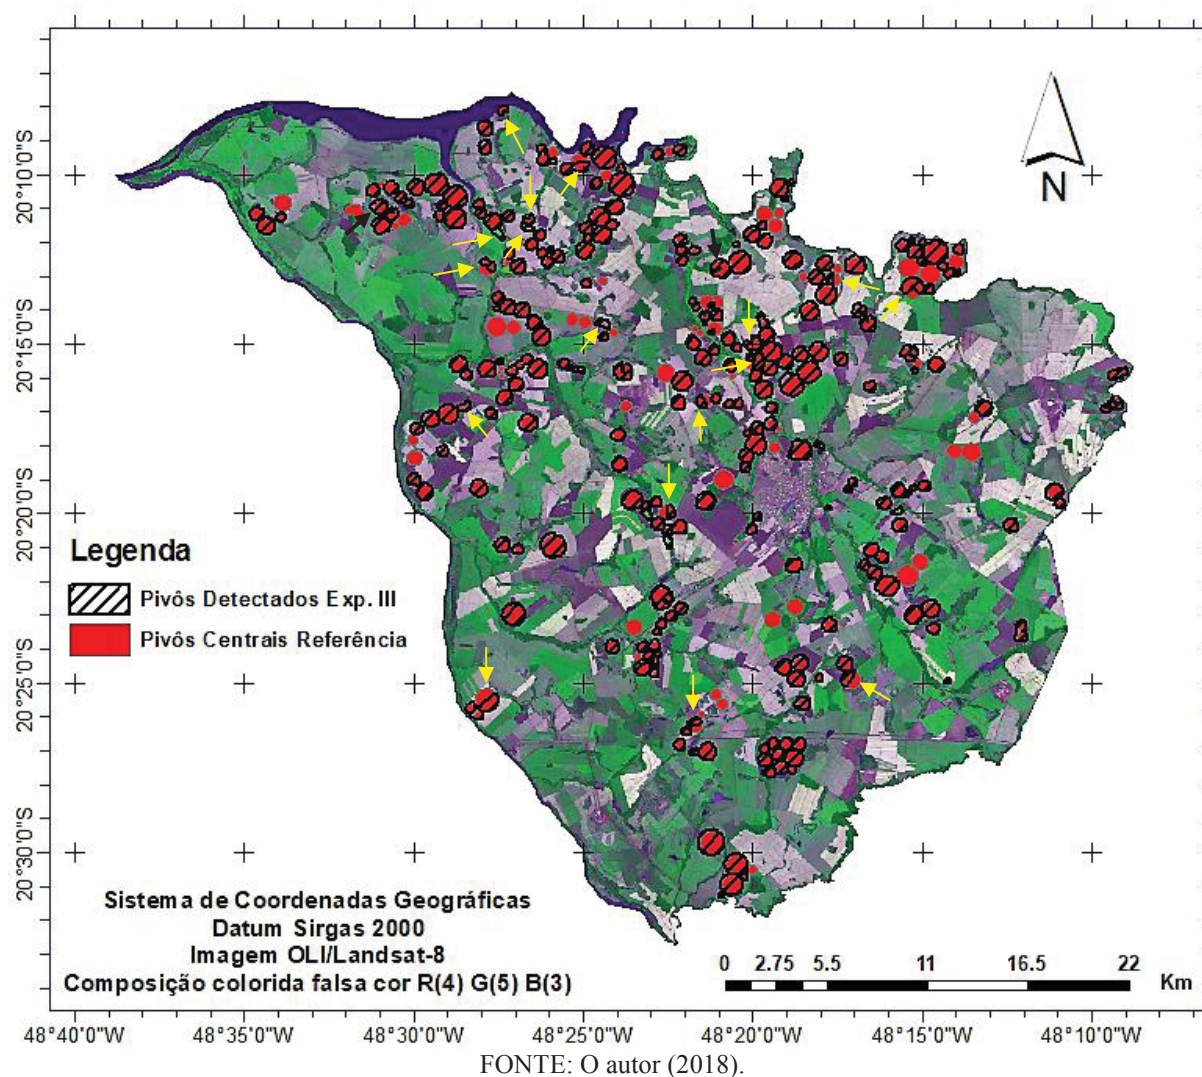 N
20°10'0"S
20°15'0"S
20°20'0"S
20°25'0"S
20°30'0"S
Legenda
Pivôs Detectados Exp. III
Pivôs Centrais Referência
Sistema de Coordenadas Geográficas
Datum Sirgas 2000
Imagem OLI/Landsat-8
Composição colorida falsa cor R(4) G(5) B(3)
0 2.75 5.5 11 16.5 22
Km
48°40'0"W 48°35'0"W 48°30'0"W 48°25'0"W 48°20'0"W 48°15'0"W 48°10'0"W
FONTE: O autor (2018).